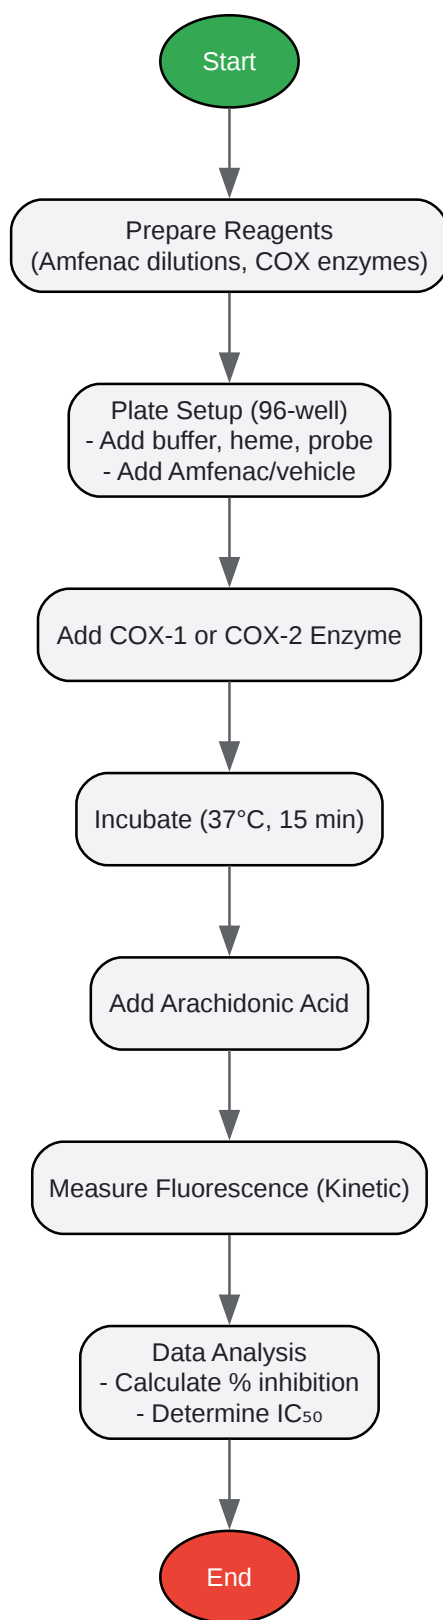 Start
Prepare Reagents
(Amfenac dilutions, COX enzymes)
Plate Setup (96-well)
- Add buffer, heme, probe
- Add Amfenac/vehicle
Add COX-1 or COX-2 Enzyme
Incubate (37°C, 15 min)
Add Arachidonic Acid
Measure Fluorescence (Kinetic)
Data Analysis
- Calculate % inhibition
- Determine IC₅₀
End